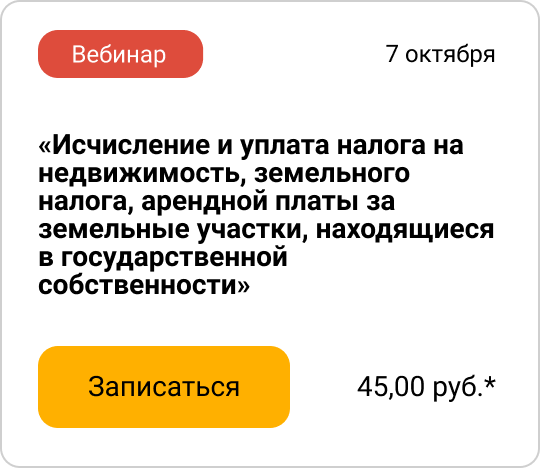 Вебинар
7 октября
«Исчисление и уплата налога на
недвижимость, земельного
налога, арендной платы за
земельные участки, находящиеся
в государственной
собственности»
Записаться
45,00 руб.*